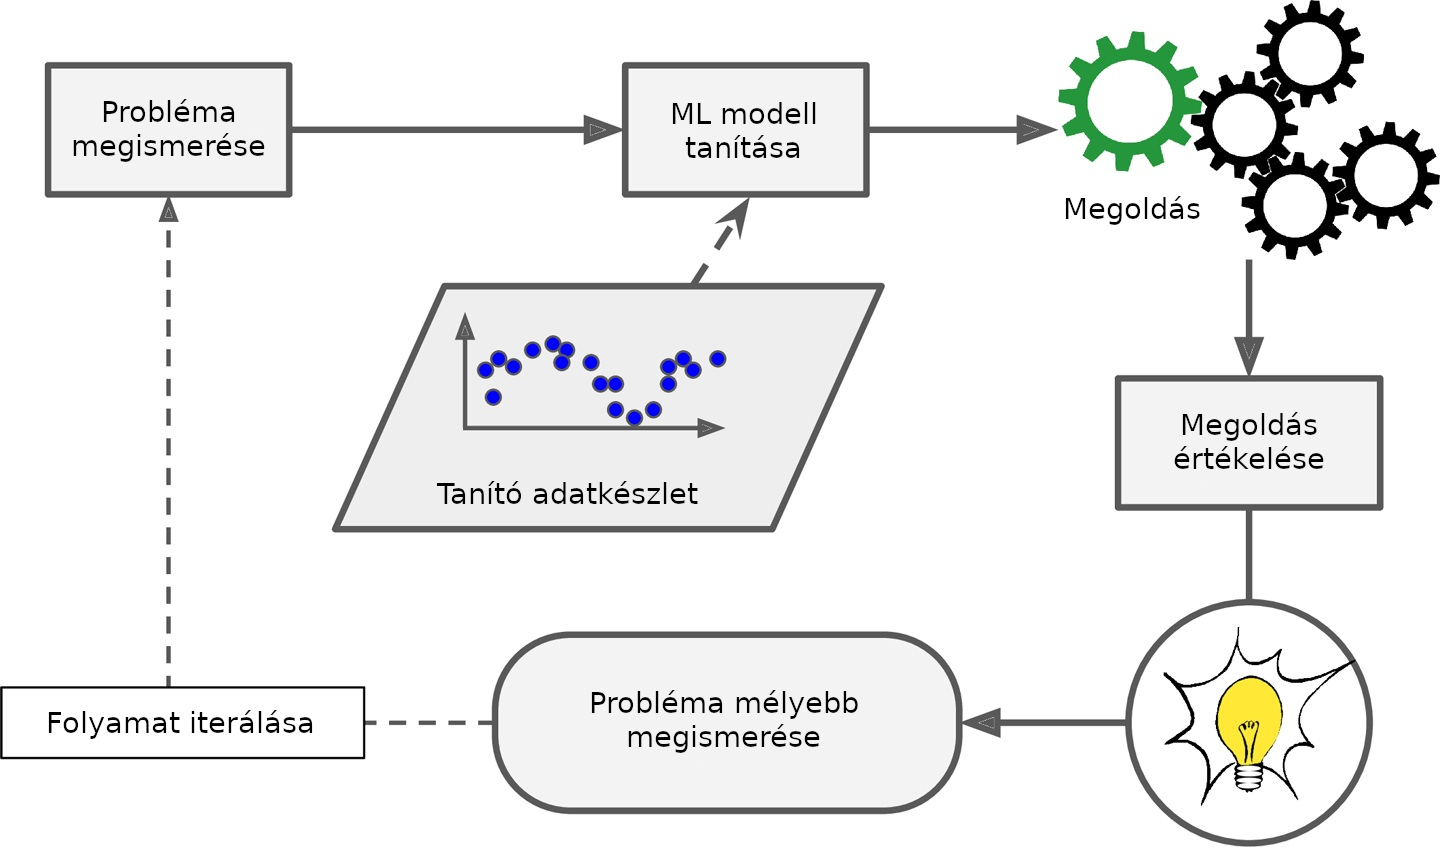 Probléma
megismerése
ML modell
tanítása
Megoldás
Tanító adatkészlet
Megoldás
értékelése
Probléma mélyebb
megismerése
Folyamat iterálása